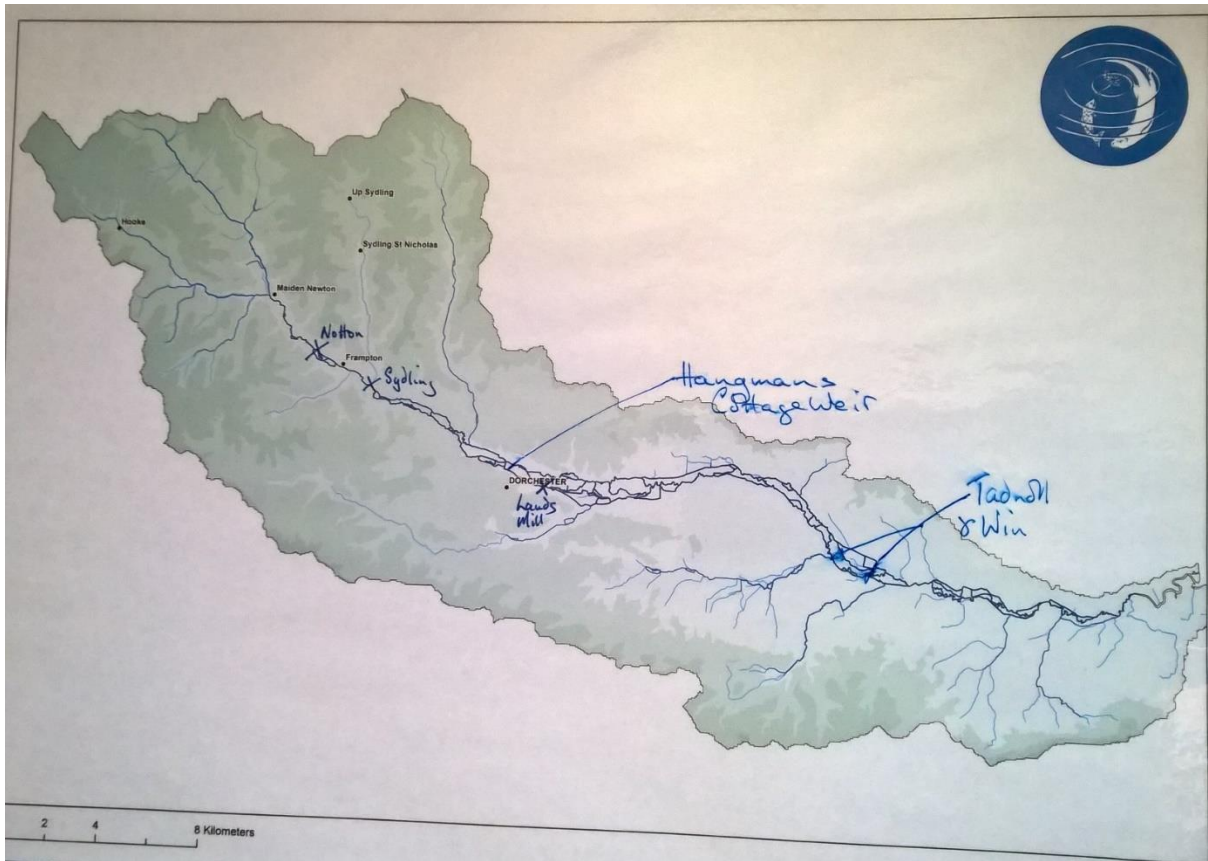 Up Sydling
Hooke
Sydling St Nicholas
Maiden Newton
Notton
Frampton
Sydling
Hangmans
Cottage Weir
DORCHESTER
Lauds
Mill
Tadnoll
& Win
2 4 8 Kilometers